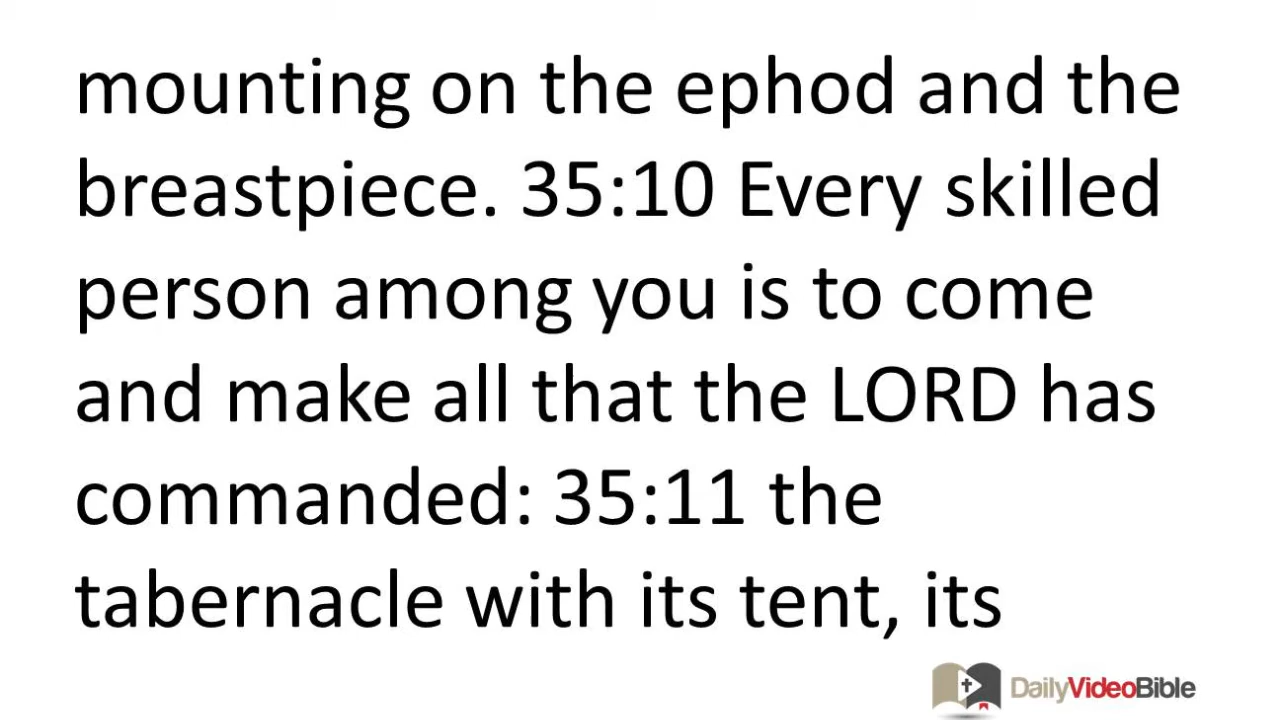 mounting on the ephod and the
breastpiece. 35:10 Every skilled
person among you is to come
and make all that the LORD has
commanded: 35:11 the
tabernacle with its tent, its
DailyVideoBible